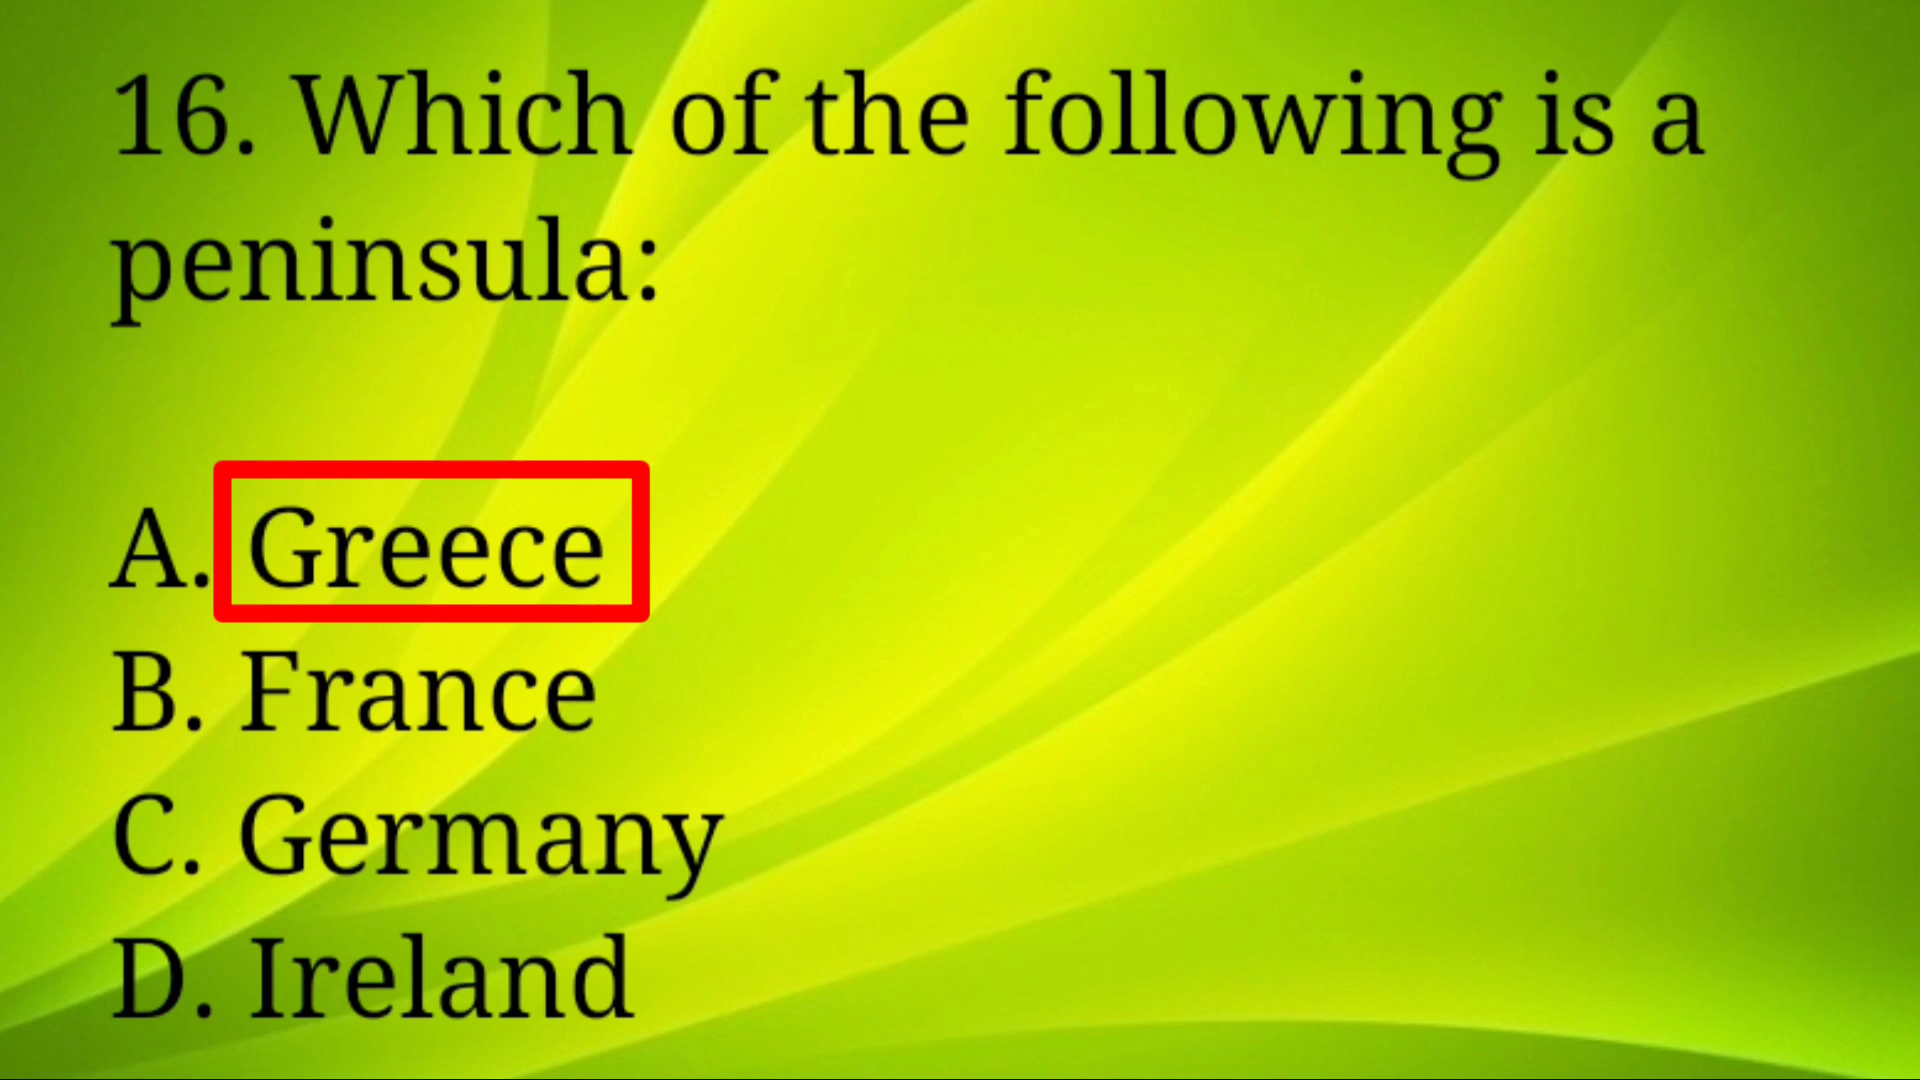 16. Which of the following is a
peninsula:
A. Greece
B. France
C. Germany
D. Ireland